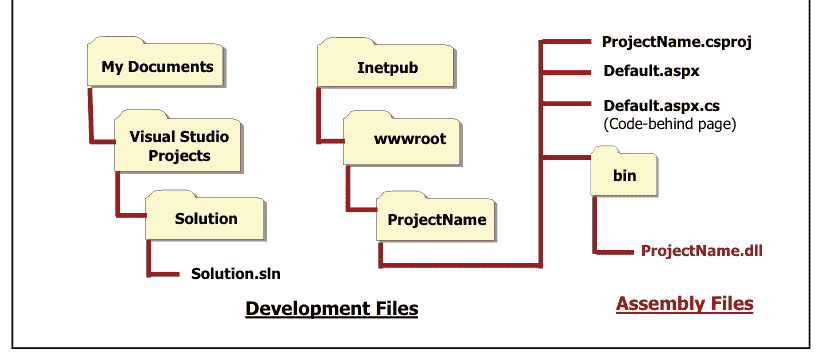 My Documents
Visual Studio
Projects
Solution
Solution.sln
Inetpub
wwwroot
ProjectName
ProjectName.csproj
Default.aspx
Default.aspx.cs
(Code-behind page)
bin
ProjectName.dll
Development Files
Assembly Files